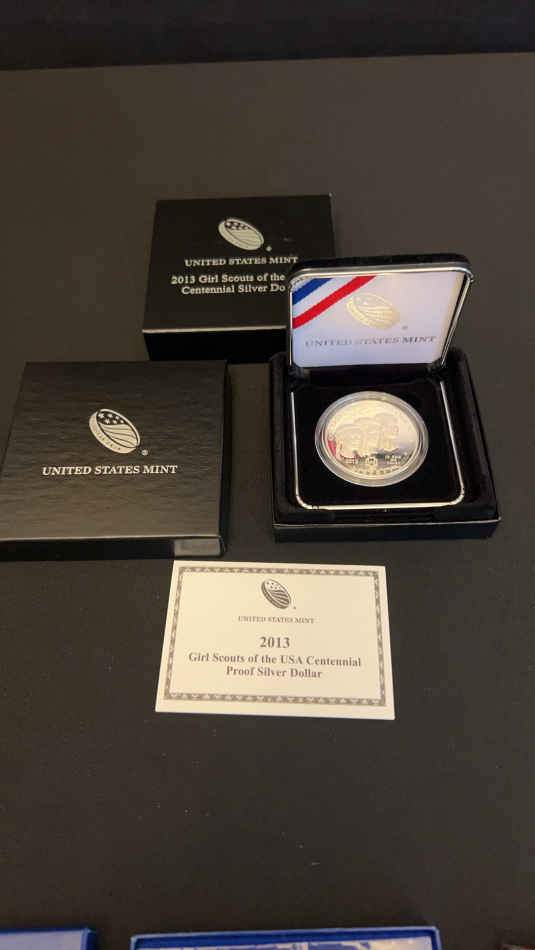 UNITED STATES MINT
2013 Girl Scouts of the
Centennial Silver Do
UNITED STATES MINT
®
UNITED STATES MINT
®
UNITED STATES MINT
2013
Girl Scouts of the USA Centennial
Proof Silver Dollar